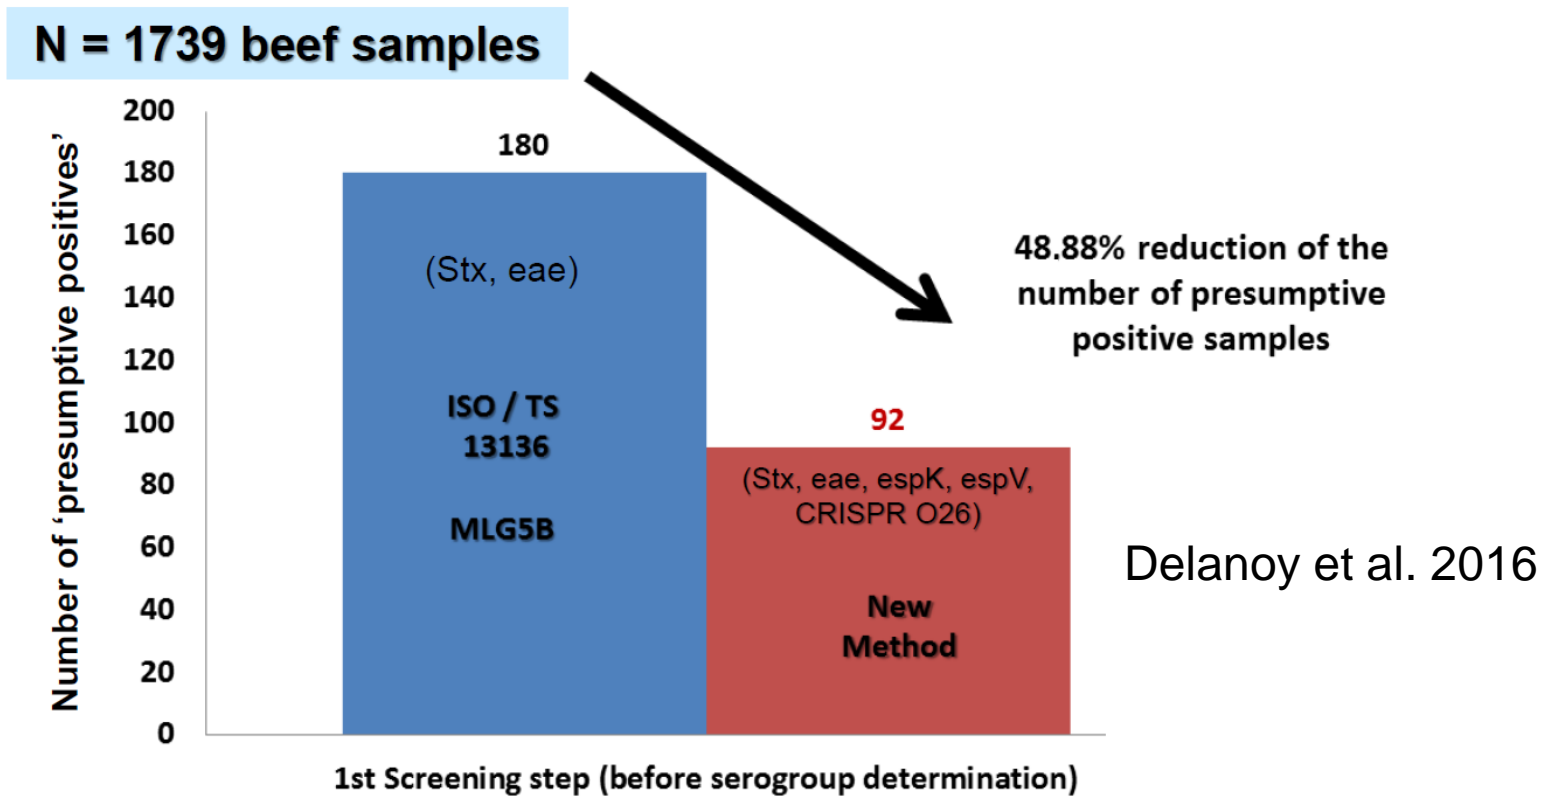 N = 1739 beef samples
Number of ‘presumptive positives’
200
180
160
140
120
100
80
60
40
20
0
180
(Stx, eae)
ISO / TS
13136
MLG5B
92
(Stx, eae, espK, espV,
CRISPR O26)
New
Method
48.88% reduction of the
number of presumptive
positive samples
Delanoy et al. 2016
1st Screening step (before serogroup determination)